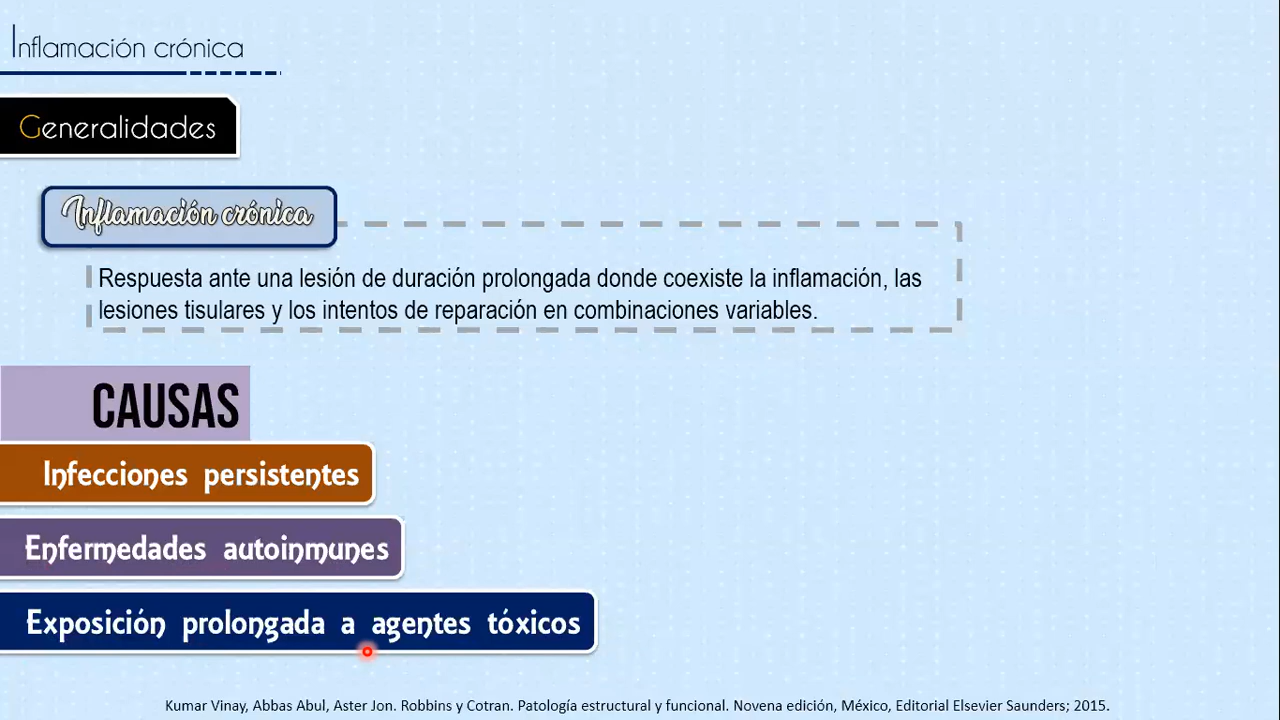 Inflamación crónica
Generalidades
Inflamación crónica
Respuesta ante una lesión de duración prolongada donde coexiste la inflamación, las
lesiones tisulares y los intentos de reparación en combinaciones variables.
CAUSAS
Infecciones persistentes
Enfermedades autoinmunes
Exposición prolongada a agentes tóxicos
Kumar Vinay, Abbas Abul, Aster Jon. Robbins y Cotran. Patología estructural y funcional. Novena edición, México, Editorial Elsevier Saunders; 2015.